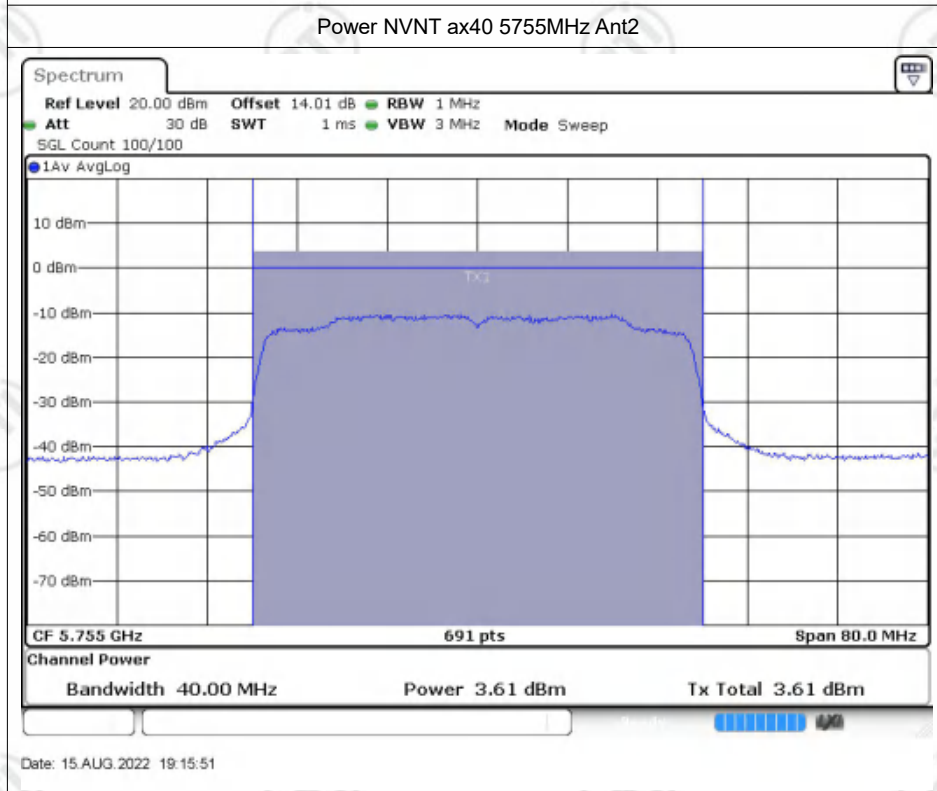 Power NVNT ax40 5755MHz Ant2
Spectrum
Ref Level 20.00 dBm Offset 14.01 dB RBW 1 MHz
Att 30 dB SWT 1 ms VBW 3 MHz Mode Sweep
SGL Count 100/100
1Av AvgLog
10 dBm
0 dBm
TX1
-10 dBm
-20 dBm
-30 dBm
-40 dBm
-50 dBm
-60 dBm
-70 dBm
CF 5.755 GHz 691 pts Span 80.0 MHz
Channel Power
Bandwidth 40.00 MHz Power 3.61 dBm Tx Total 3.61 dBm
Date: 15.AUG.2022 19:15:51